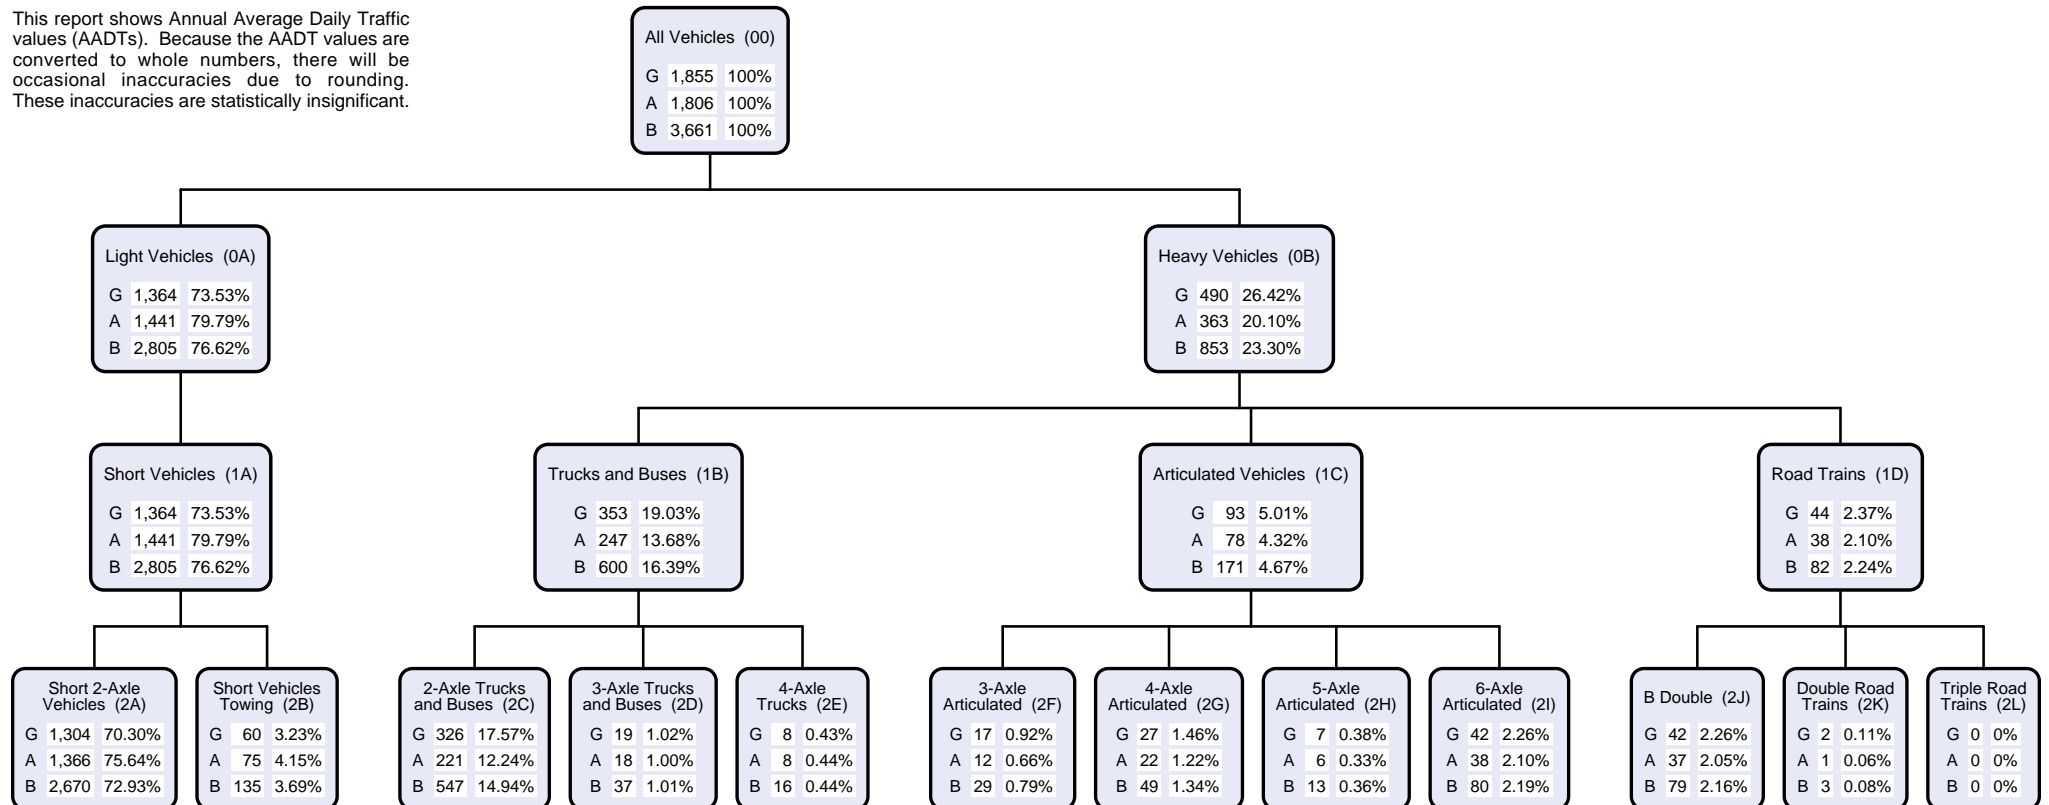 This report shows Annual Average Daily Traffic
values (AADTs). Because the AADT values are
converted to whole numbers, there will be
occasional inaccuracies due to rounding.
These inaccuracies are statistically insignificant.
All Vehicles (00)
G 1,855 100%
A 1,806 100%
B 3,661 100%
Light Vehicles (0A)
G 1,364 73.53%
A 1,441 79.79%
B 2,805 76.62%
Heavy Vehicles (0B)
G 490 26.42%
A 363 20.10%
B 853 23.30%
Short Vehicles (1A)
G 1,364 73.53%
A 1,441 79.79%
B 2,805 76.62%
Trucks and Buses (1B)
G 353 19.03%
A 247 13.68%
B 600 16.39%
Articulated Vehicles (1C)
G 93 5.01%
A 78 4.32%
B 171 4.67%
Road Trains (1D)
G 44 2.37%
A 38 2.10%
B 82 2.24%
Short 2-Axle
Vehicles (2A)
G 1,304 70.30%
A 1,366 75.64%
B 2,670 72.93%
Short Vehicles
Towing (2B)
G 60 3.23%
A 75 4.15%
B 135 3.69%
2-Axle Trucks
and Buses (2C)
G 326 17.57%
A 221 12.24%
B 547 14.94%
3-Axle Trucks
and Buses (2D)
G 19 1.02%
A 18 1.00%
B 37 1.01%
4-Axle
Trucks (2E)
G 8 0.43%
A 8 0.44%
B 16 0.44%
3-Axle
Articulated (2F)
G 17 0.92%
A 12 0.66%
B 29 0.79%
4-Axle
Articulated (2G)
G 27 1.46%
A 22 1.22%
B 49 1.34%
5-Axle
Articulated (2H)
G 7 0.38%
A 6 0.33%
B 13 0.36%
6-Axle
Articulated (2I)
G 42 2.26%
A 38 2.10%
B 80 2.19%
B Double (2J)
G 42 2.26%
A 37 2.05%
B 79 2.16%
Double Road
Trains (2K)
G 2 0.11%
A 1 0.06%
B 3 0.08%
Triple Road
Trains (2L)
G 0 0%
A 0 0%
B 0 0%